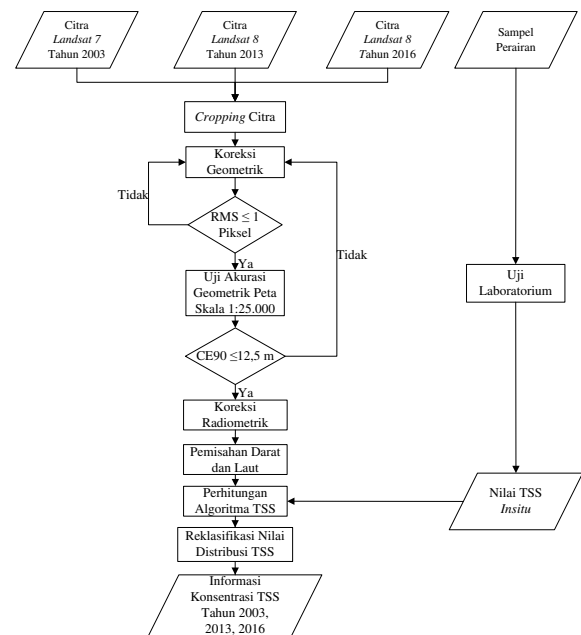 Citra
Landsat 7
Tahun 2003
Citra
Landsat 8
Tahun 2013
Citra
Landsat 8
Tahun 2016
Sampel
Perairan
Cropping Citra
Koreksi
Geometrik
Tidak
RMS ≤ 1
Piksel
Tidak
Ya
Uji Akurasi
Geometrik Peta
Skala 1:25.000
Uji
Laboratorium
CE90 ≤12,5 m
Ya
Koreksi
Radiometrik
Pemisahan Darat
dan Laut
Perhitungan
Algoritma TSS
Nilai TSS
Insitu
Reklasifikasi Nilai
Distribusi TSS
Informasi
Konsentrasi TSS
Tahun 2003,
2013, 2016